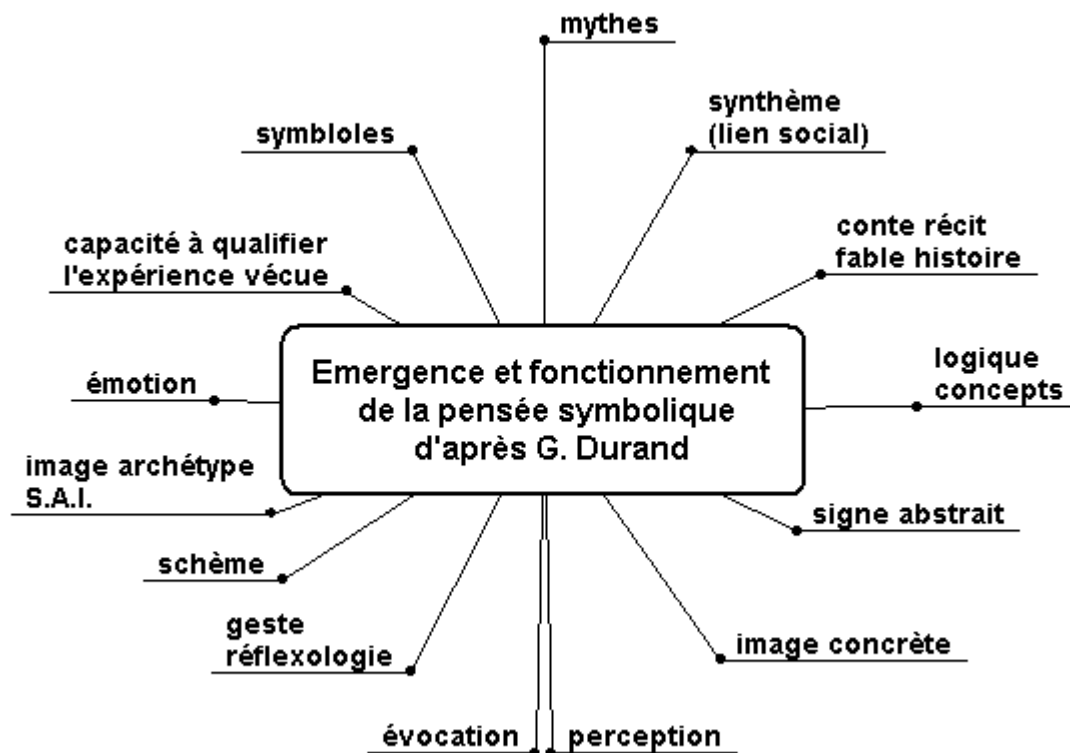 mythes
synthème
(lien social)
symbloles
conte récit
fable histoire
capacité à qualifier
l'expérience vécue
Emergence et fonctionnement
de la pensée symbolique
d'après G. Durand
logique
concepts
émotion
image archétype
S.A.I.
signe abstrait
schème
geste
réflexologie
image concrète
évocation
perception